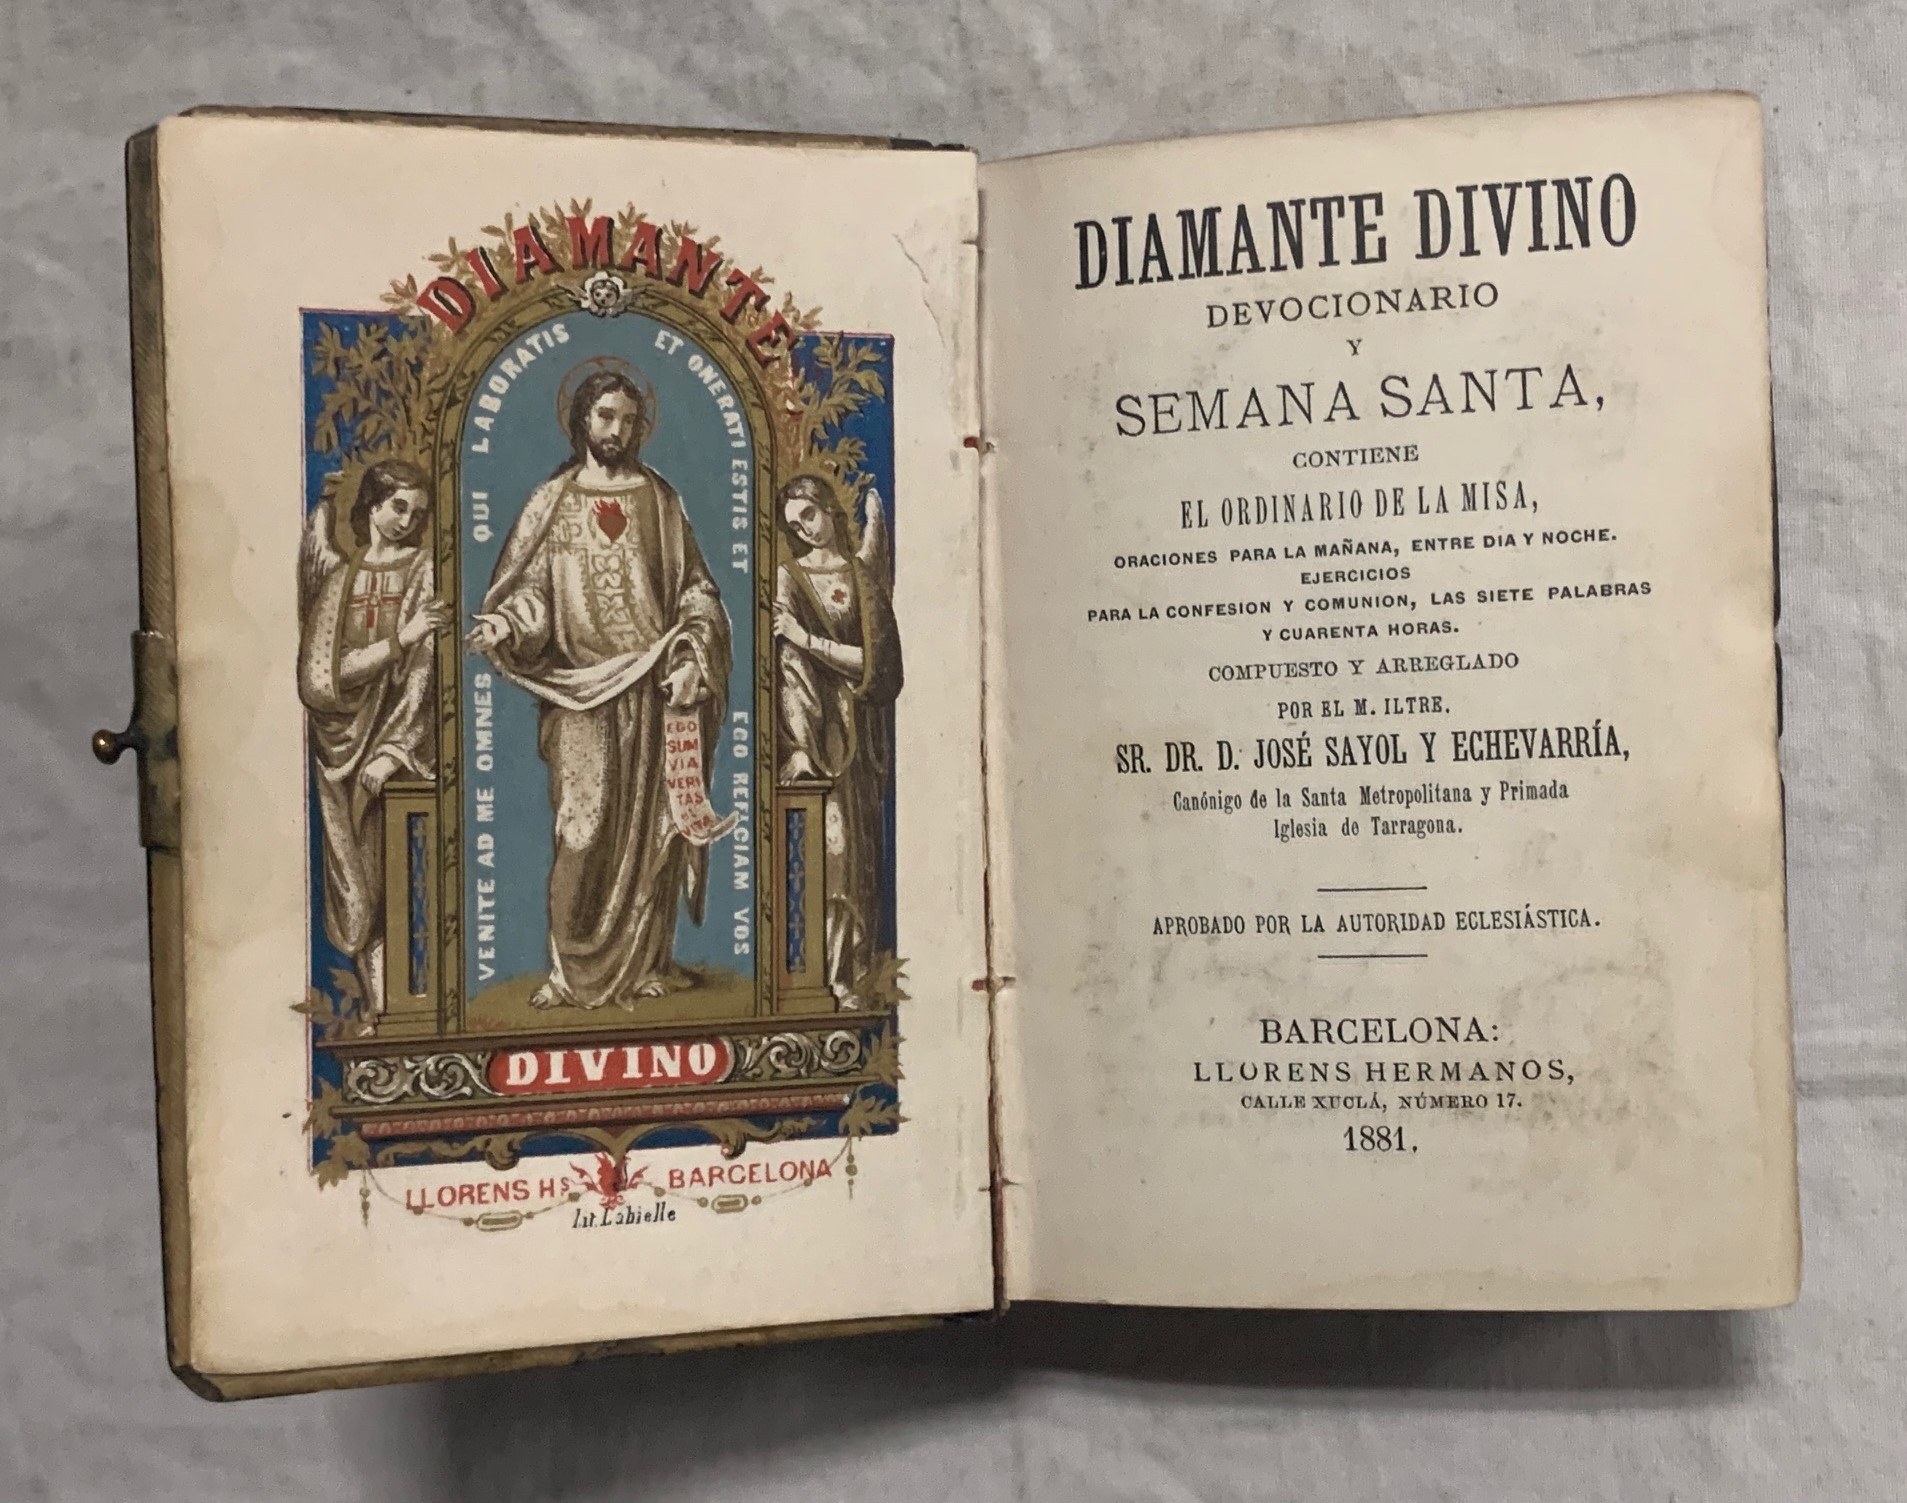 DIAMANTE
VENITE AD ME OMNES QUI LABORATIS
ET ONERATI ESTIS ET EGO REFICIAM VOS
EGO
SUM
VIA
VERI
TAS
ET
VITA
DIVINO
LLORENS Hs BARCELONA
Lit. Labielle
DIAMANTE DIVINO
DEVOCIONARIO
Y
SEMANA SANTA,
CONTIENE
EL ORDINARIO DE LA MISA,
ORACIONES PARA LA MAÑANA, ENTRE DIA Y NOCHE.
EJERCICIOS
PARA LA CONFESION Y COMUNION, LAS SIETE PALABRAS
Y CUARENTA HORAS.
COMPUESTO Y ARREGLADO
POR EL M. ILTRE.
SR. DR. D. JOSÉ SAYOL Y ECHEVARRÍA,
Canónigo de la Santa Metropolitana y Primada
Iglesia de Tarragona.
APROBADO POR LA AUTORIDAD ECLESIÁSTICA.
BARCELONA:
LLORENS HERMANOS,
CALLE XUCLÁ, NÚMERO 17.
1881.